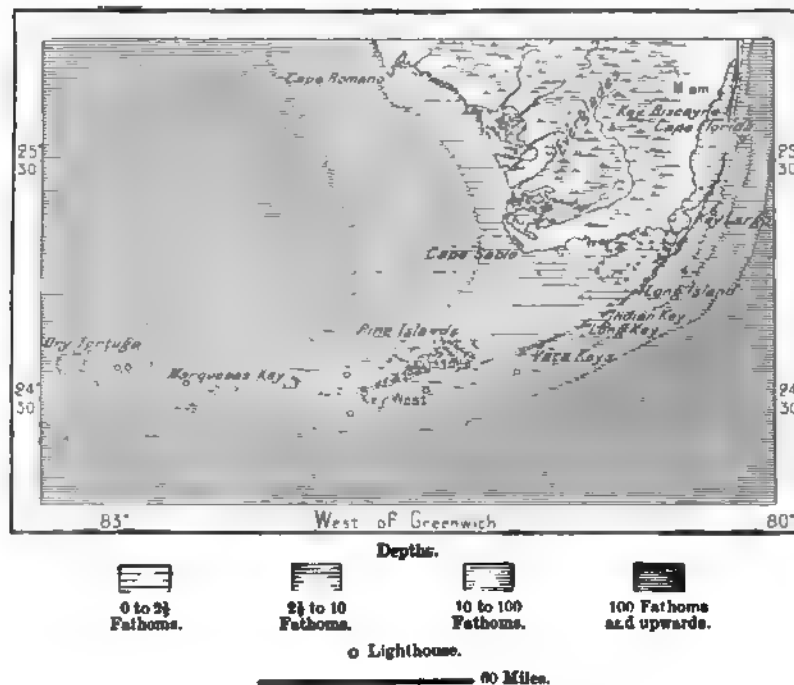 Cape Romano
Everglades
Key Biscayne
Cape Florida
25
30
25
30
Cape Sable
Key Largo
Long Island
Indian Key
Long Key
Pine Islands
Vaca Keys
Dry Tortuga
Marquesas Key
Key West
24
30
24
30
83°
West of Greenwich
80°
Depths.
0 to 2½
Fathoms.
2½ to 10
Fathoms.
10 to 100
Fathoms.
100 Fathoms
and upwards.
Lighthouse.
60 Miles.